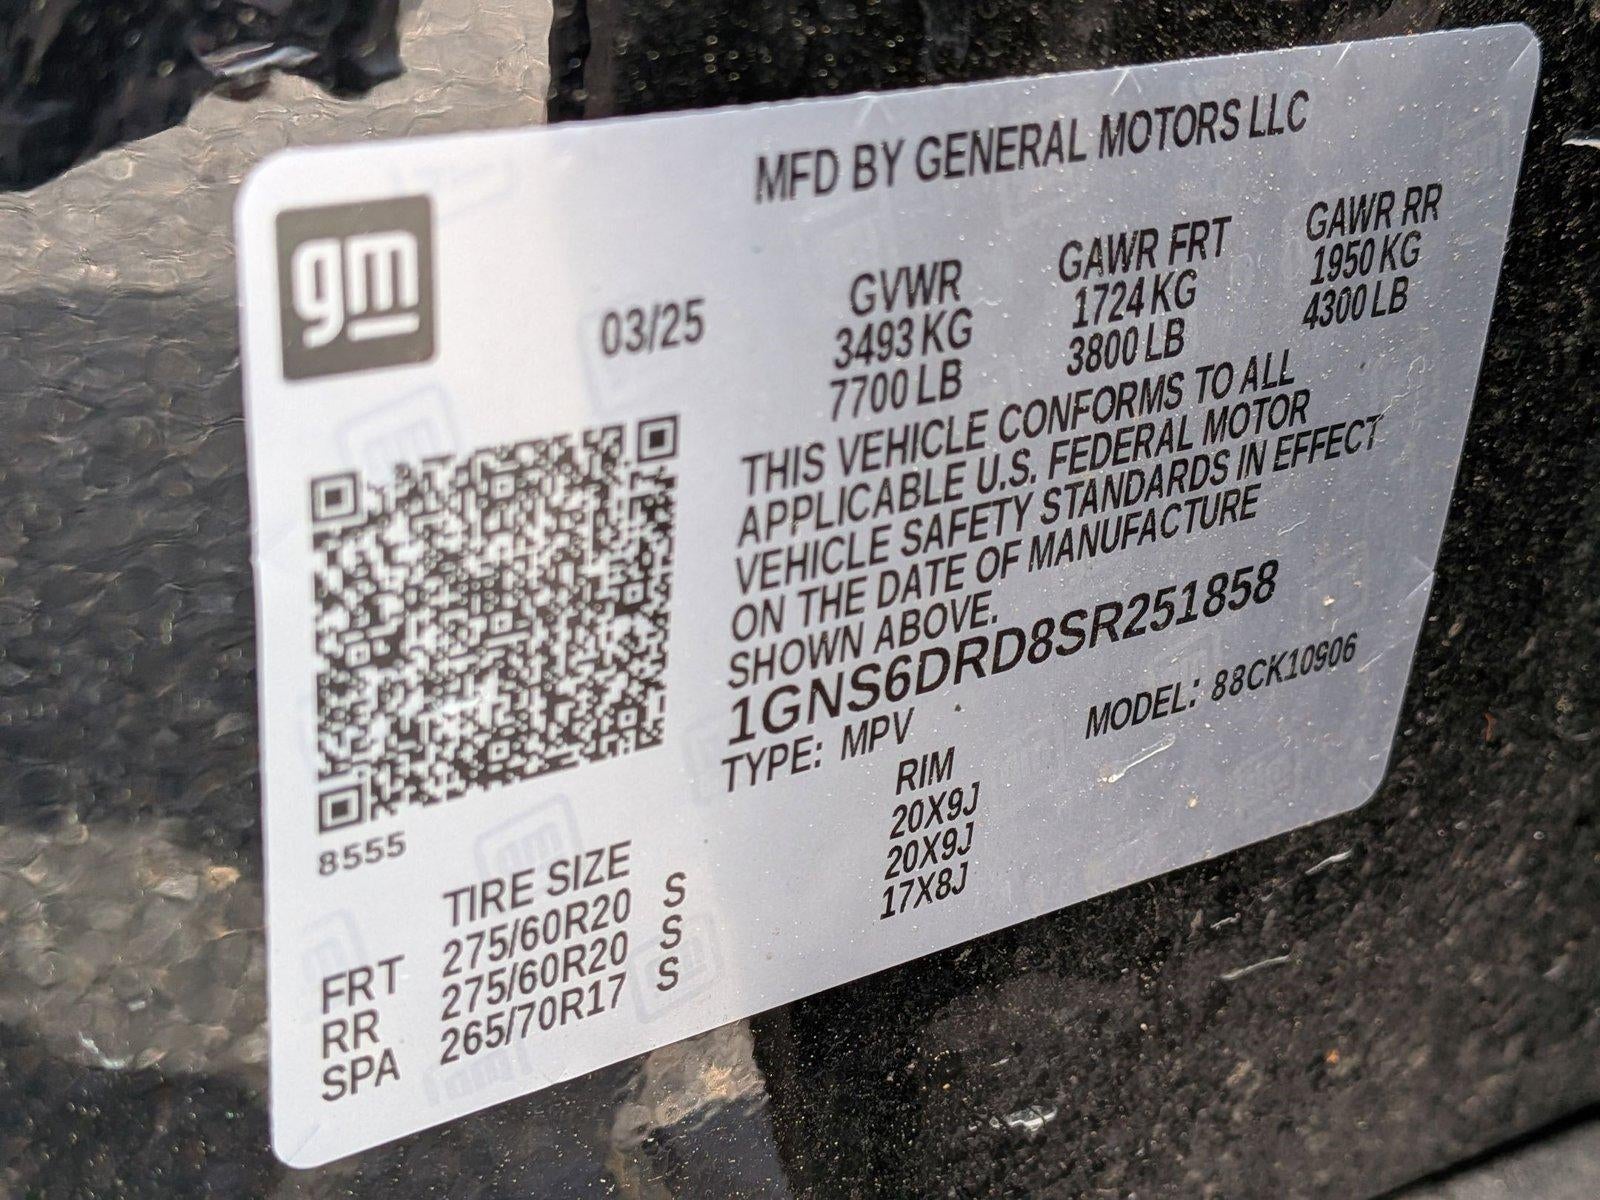 gm
MFD BY GENERAL MOTORS LLC
03/25
GVWR GAWR FRT GAWR RR
3493 KG 1724 KG 1950 KG
7700 LB 3800 LB 4300 LB
THIS VEHICLE CONFORMS TO ALL
APPLICABLE U.S. FEDERAL MOTOR
VEHICLE SAFETY STANDARDS IN EFFECT
ON THE DATE OF MANUFACTURE
SHOWN ABOVE.
1GNS6DRD8SR251858
TYPE: MPV MODEL: 88CK10906
8555
TIRE SIZE RIM
FRT 275/60R20 S 20X9J
RR 275/60R20 S 20X9J
SPA 265/70R17 S 17X8J